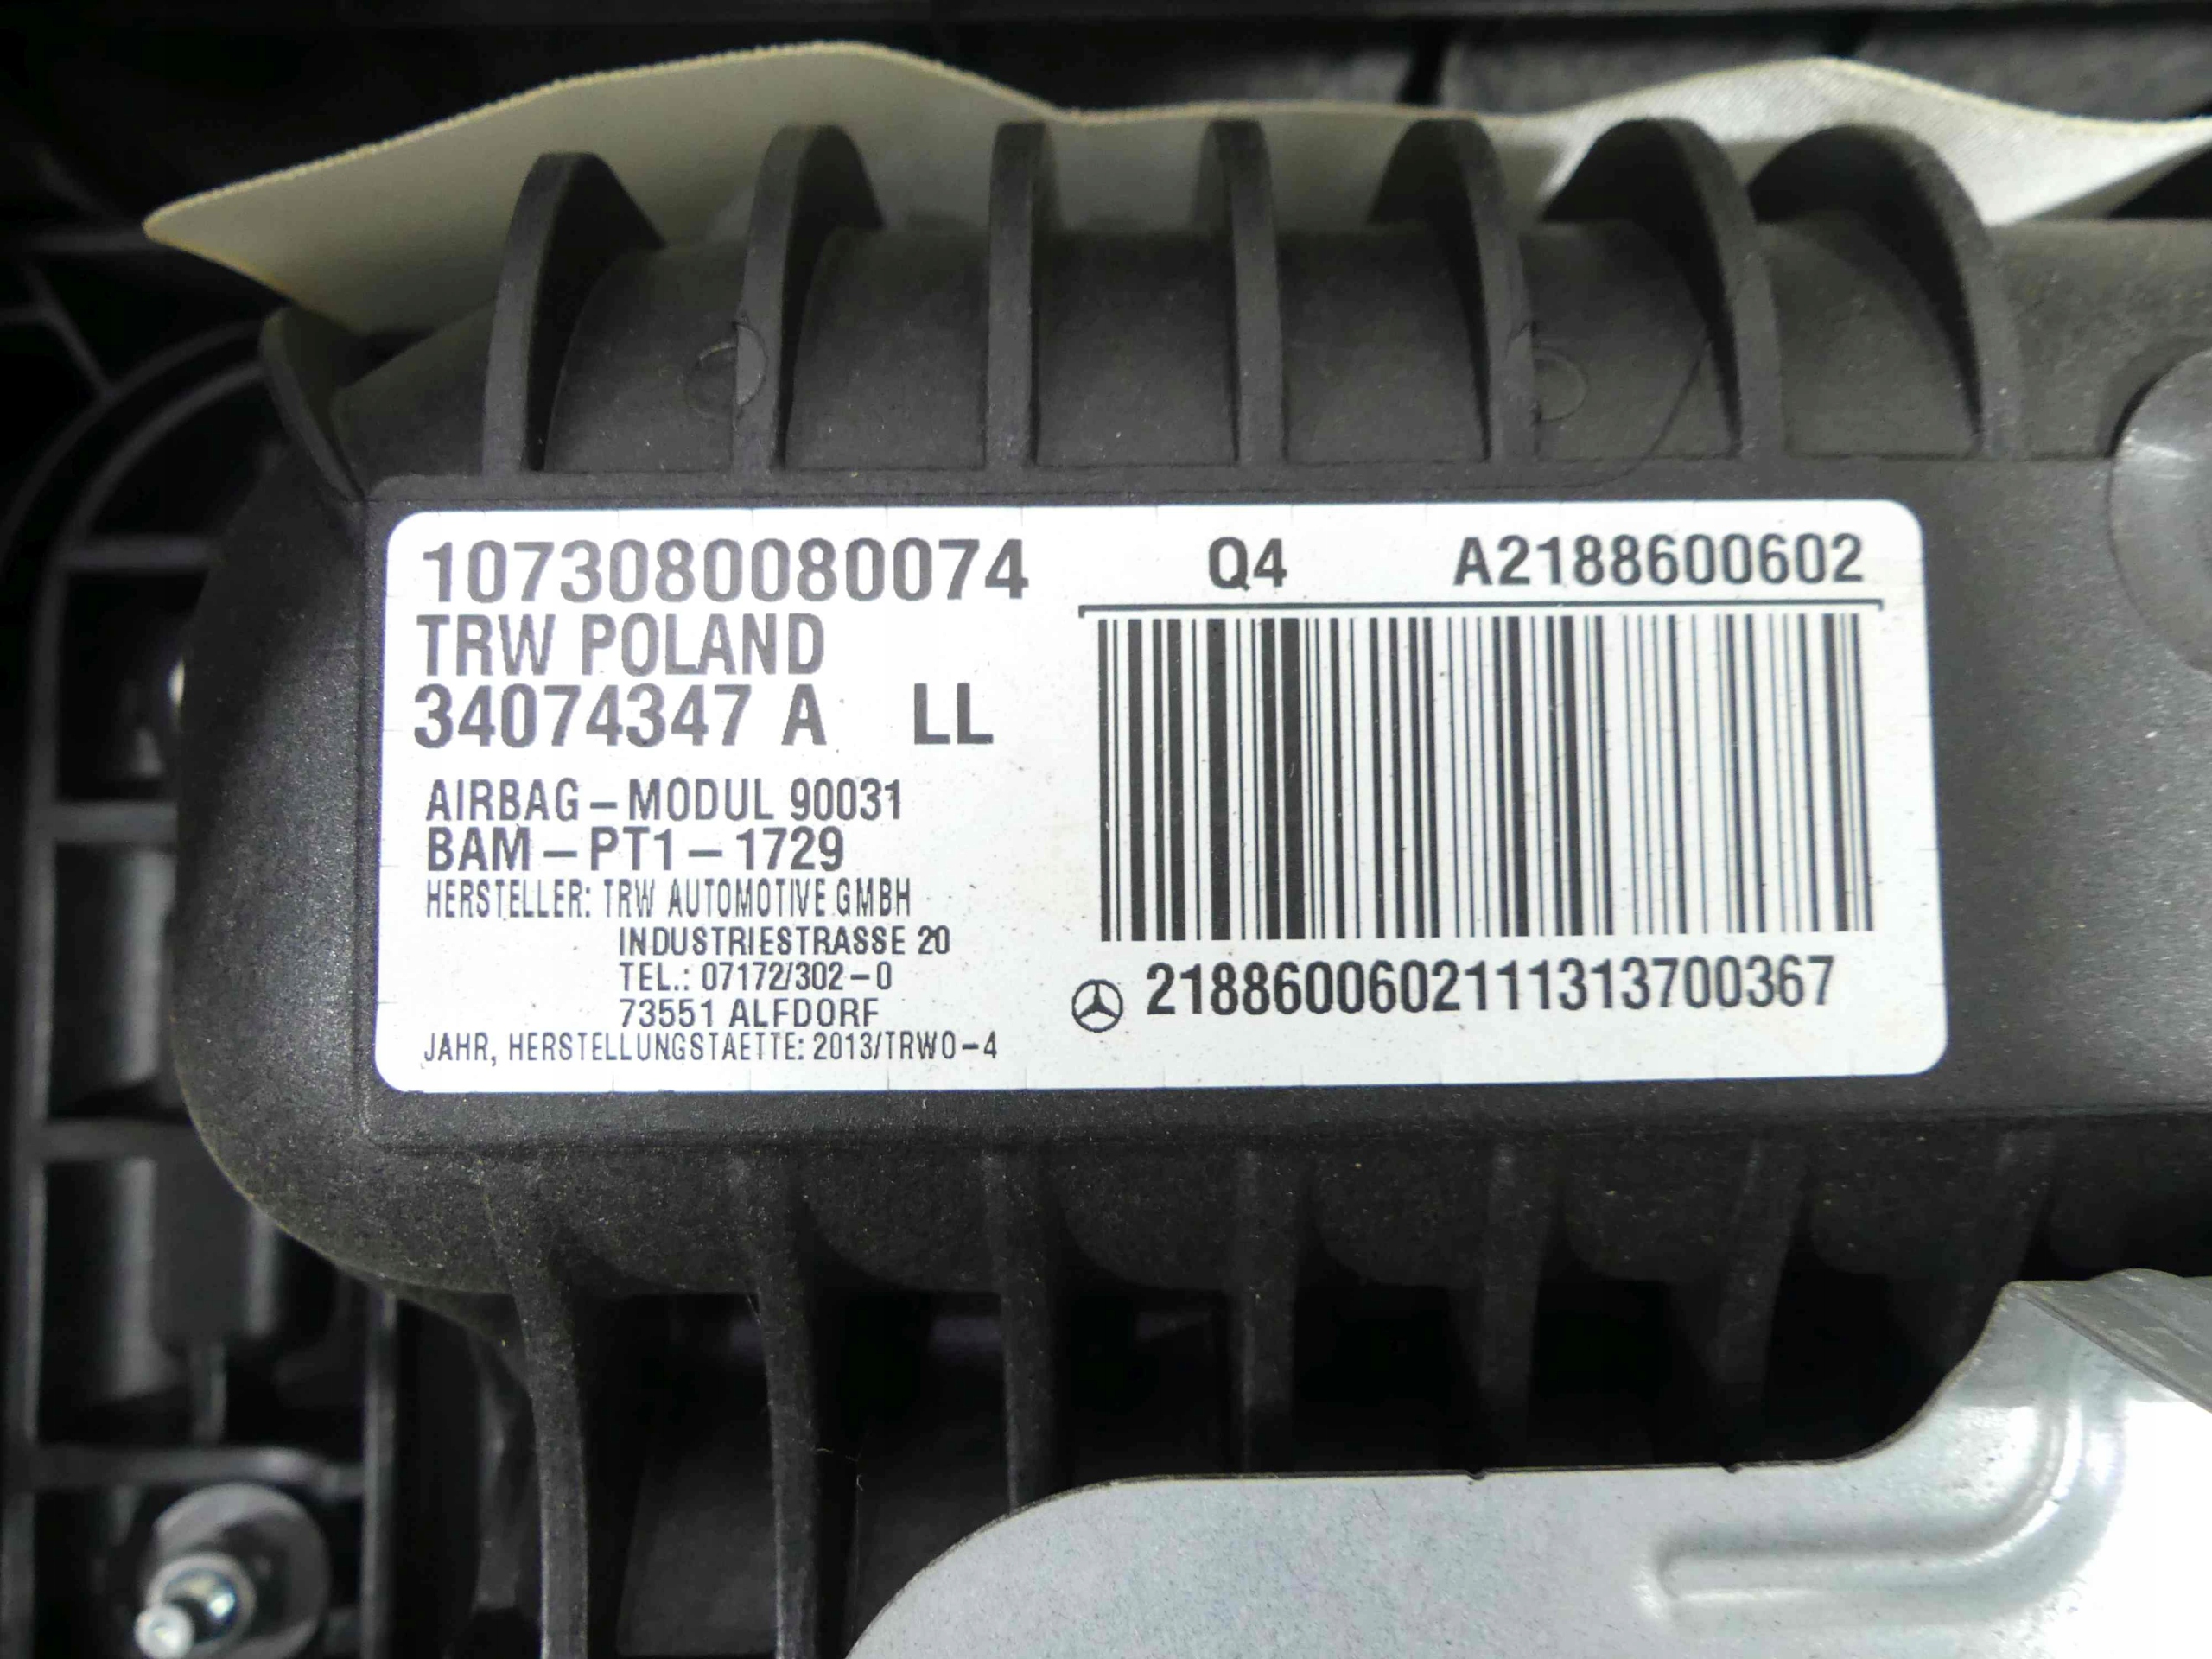 1073080080074
TRW POLAND
34074347 A LL
AIRBAG–MODUL 90031
BAM–PT1–1729
HERSTELLER: TRW AUTOMOTIVE GMBH
INDUSTRIESTRASSE 20
TEL.: 07172/302–0
73551 ALFDORF
JAHR, HERSTELLUNGSTAETTE: 2013/TRWO–4
Q4 A2188600602
2188600602111313700367